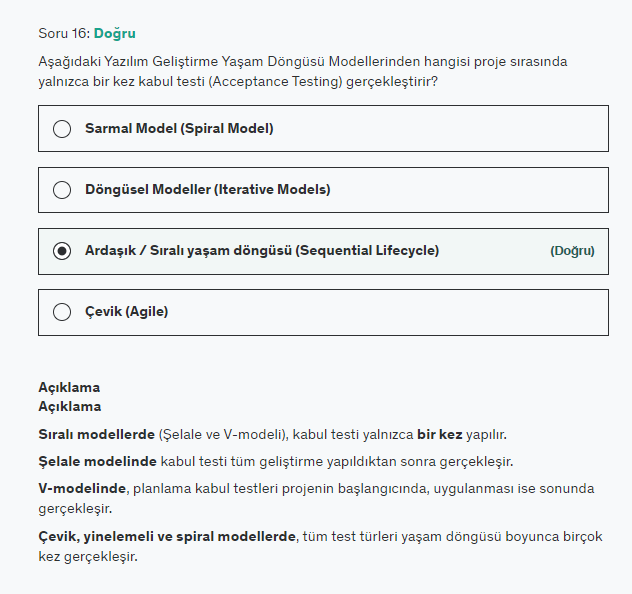 Soru 16: Doğru
Aşağıdaki Yazılım Geliştirme Yaşam Döngüsü Modellerinden hangisi proje sırasında
yalnızca bir kez kabul testi (Acceptance Testing) gerçekleştirir?
Sarmal Model (Spiral Model)
Döngüsel Modeller (Iterative Models)
Ardaşık / Sıralı yaşam döngüsü (Sequential Lifecycle) (Doğru)
Çevik (Agile)
Açıklama
Açıklama
Sıralı modellerde (Şelale ve V-modeli), kabul testi yalnızca bir kez yapılır.
Şelale modelinde kabul testi tüm geliştirme yapıldıktan sonra gerçekleşir.
V-modelinde, planlama kabul testleri projenin başlangıcında, uygulanması ise sonunda
gerçekleşir.
Çevik, yinelemeli ve spiral modellerde, tüm test türleri yaşam döngüsü boyunca birçok
kez gerçekleşir.